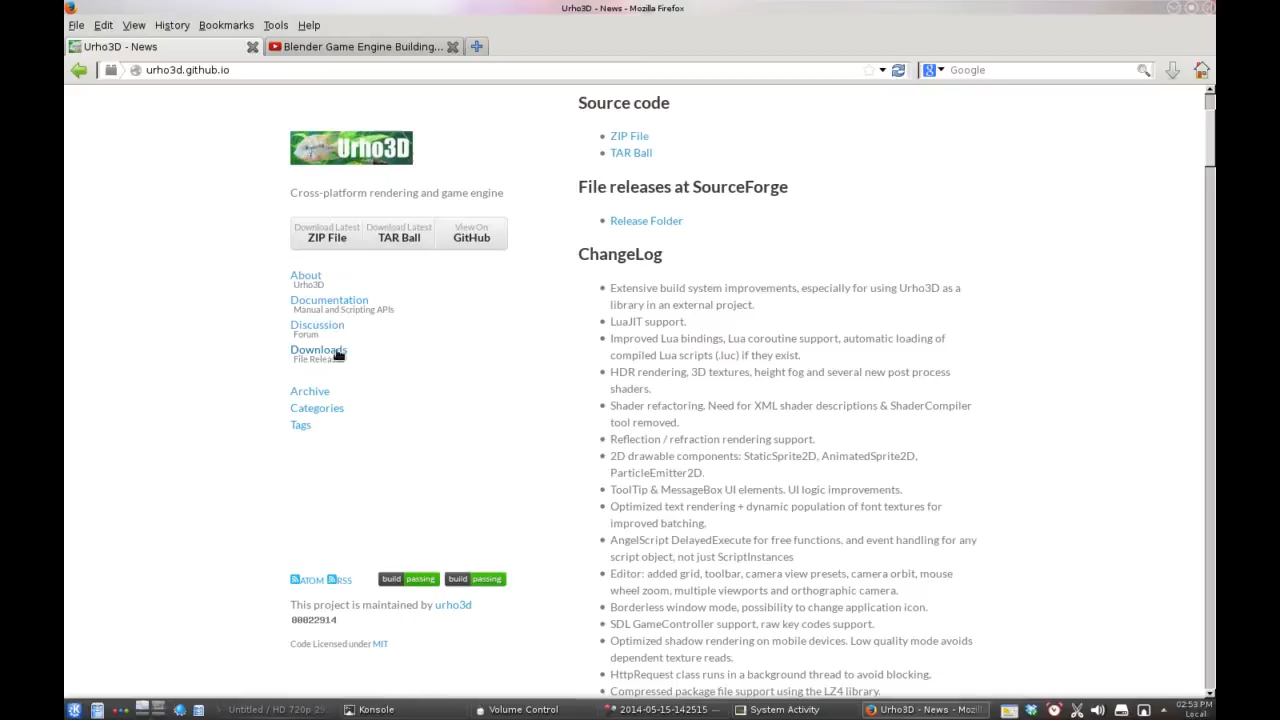 Urho3D - News - Mozilla Firefox
File Edit View History Bookmarks Tools Help
Urho3D - News
Blender Game Engine Building...
urho3d.github.io
Google
Urho3D
Cross-platform rendering and game engine
Download Latest
ZIP File
Download Latest
TAR Ball
View On
GitHub
About
Urho3D
Documentation
Manual and Scripting APIs
Discussion
Forum
Downloads
Archive
Categories
Tags
ATOM RSS
build passing build passing
This project is maintained by urho3d
00022914
Code Licensed under MIT
Source code
ZIP File
TAR Ball
File releases at SourceForge
Release Folder
ChangeLog
Extensive build system improvements, especially for using Urho3D as a
library in an external project.
LuaJIT support.
Improved Lua bindings, Lua coroutine support, automatic loading of
compiled Lua scripts (.luc) if they exist.
HDR rendering, 3D textures, height fog and several new post process
shaders.
Shader refactoring. Need for XML shader descriptions & ShaderCompiler
tool removed.
Reflection / refraction rendering support.
2D drawable components: StaticSprite2D, AnimatedSprite2D,
ParticleEmitter2D.
ToolTip & MessageBox UI elements. UI logic improvements.
Optimized text rendering + dynamic population of font textures for
improved batching.
AngelScript DelayedExecute for free functions, and event handling for any
script object, not just ScriptInstances
Editor: added grid, toolbar, camera view presets, camera orbit, mouse
wheel zoom, multiple viewports and orthographic camera.
Borderless window mode, possibility to change application icon.
SDL GameController support, raw key codes support.
Optimized shadow rendering on mobile devices. Low quality mode avoids
dependent texture reads.
HttpRequest class runs in a background thread to avoid blocking.
Compressed package file support using the LZ4 library.
Untitled / HD 720p 29
Konsole
Volume Control
2014-05-15-142515 —
System Activity
Urho3D - News - Mozil
02:53 PM
Local